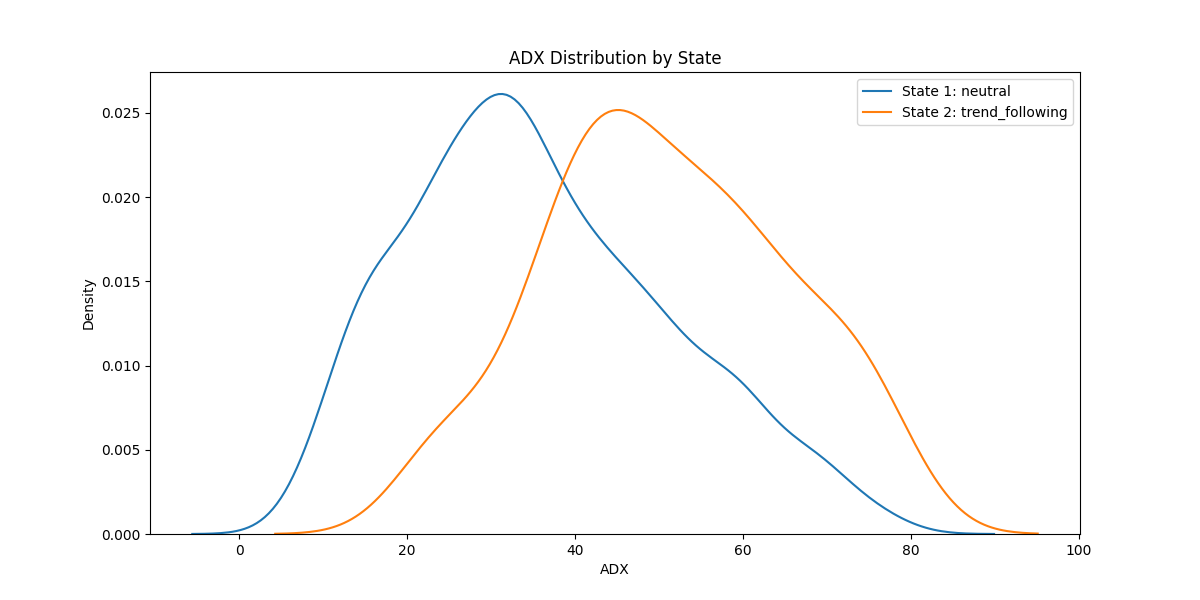 ADX Distribution by State
State 1: neutral
State 2: trend_following
Density
0.025
0.020
0.015
0.010
0.005
0.000
0 20 40 60 80 100
ADX